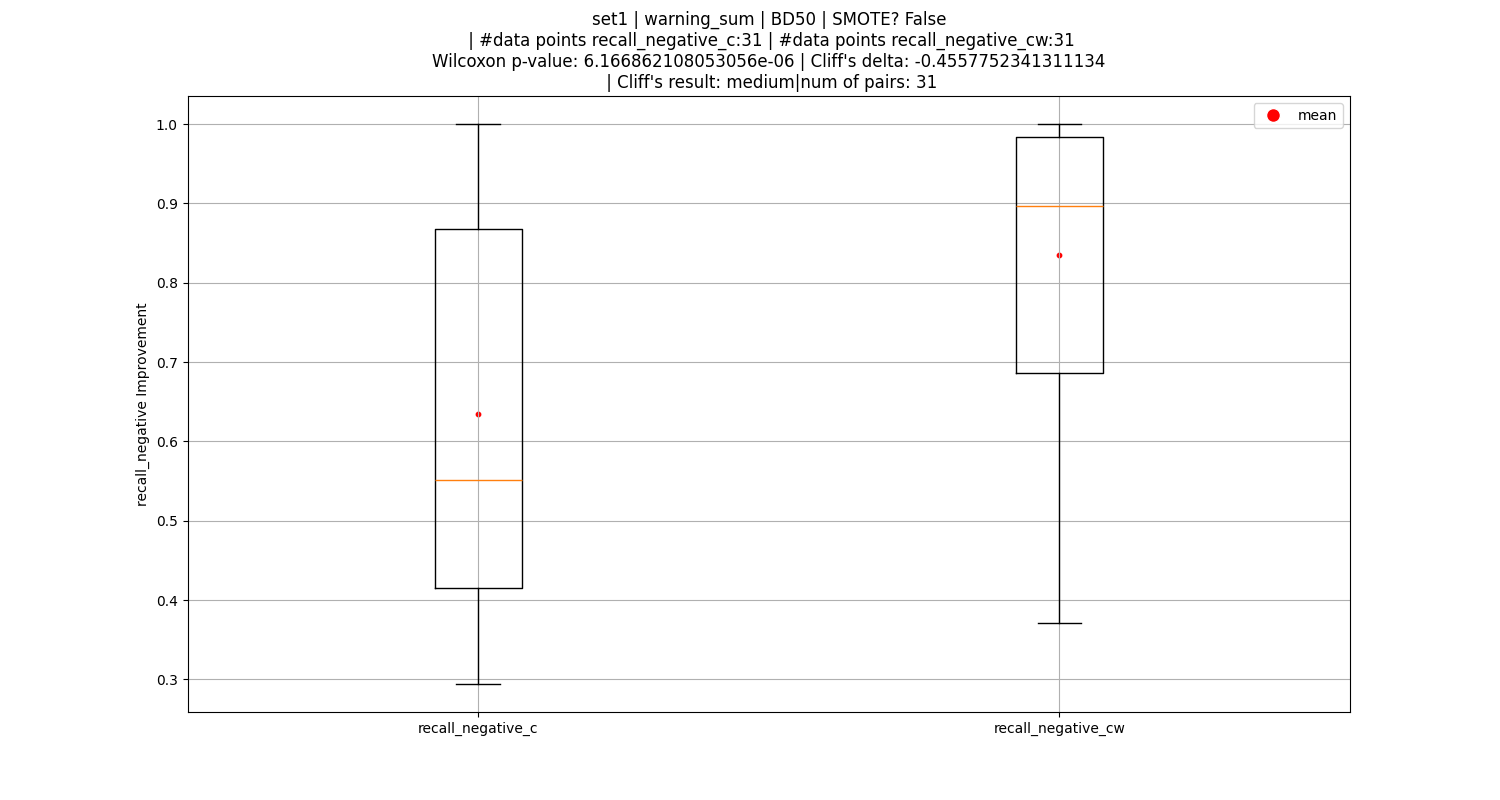 set1 | warning_sum | BD50 | SMOTE? False
| #data points recall_negative_c:31 | #data points recall_negative_cw:31
Wilcoxon p-value: 6.166862108053056e-06 | Cliff's delta: -0.4557752341311134
| Cliff's result: medium|num of pairs: 31
mean
1.0
0.9
0.8
0.7
0.6
0.5
0.4
0.3
recall_negative Improvement
recall_negative_c
recall_negative_cw